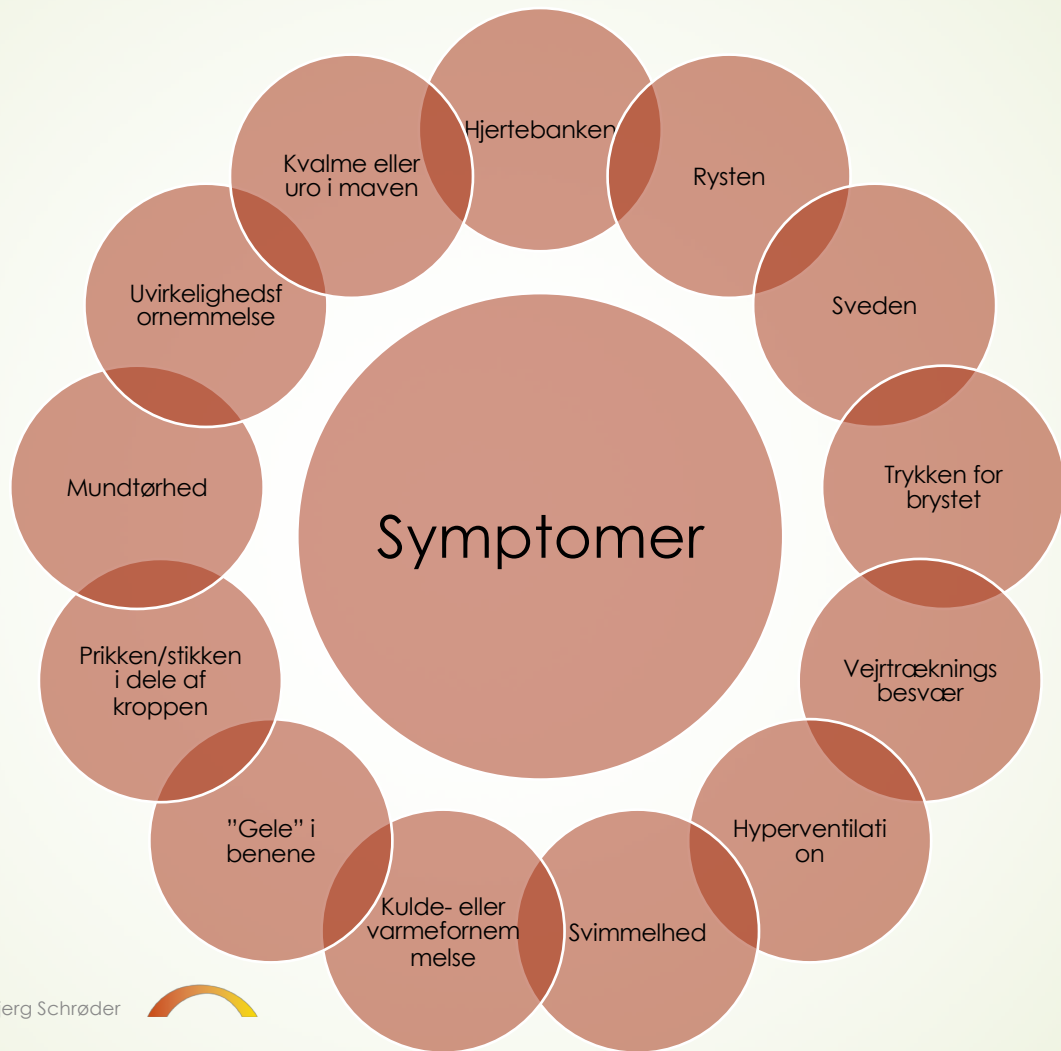 Hjertebanken
Rysten
Sveden
Trykken for
brystet
Vejrtræknings
besvær
Hyperventilati
on
Svimmelhed
Kulde- eller
varmefornem
melse
”Gele” i
benene
Prikken/stikken
i dele af
kroppen
Mundtørhed
Uvirkelighedsf
ornemmelse
Kvalme eller
uro i maven
Symptomer
jerg Schrøder